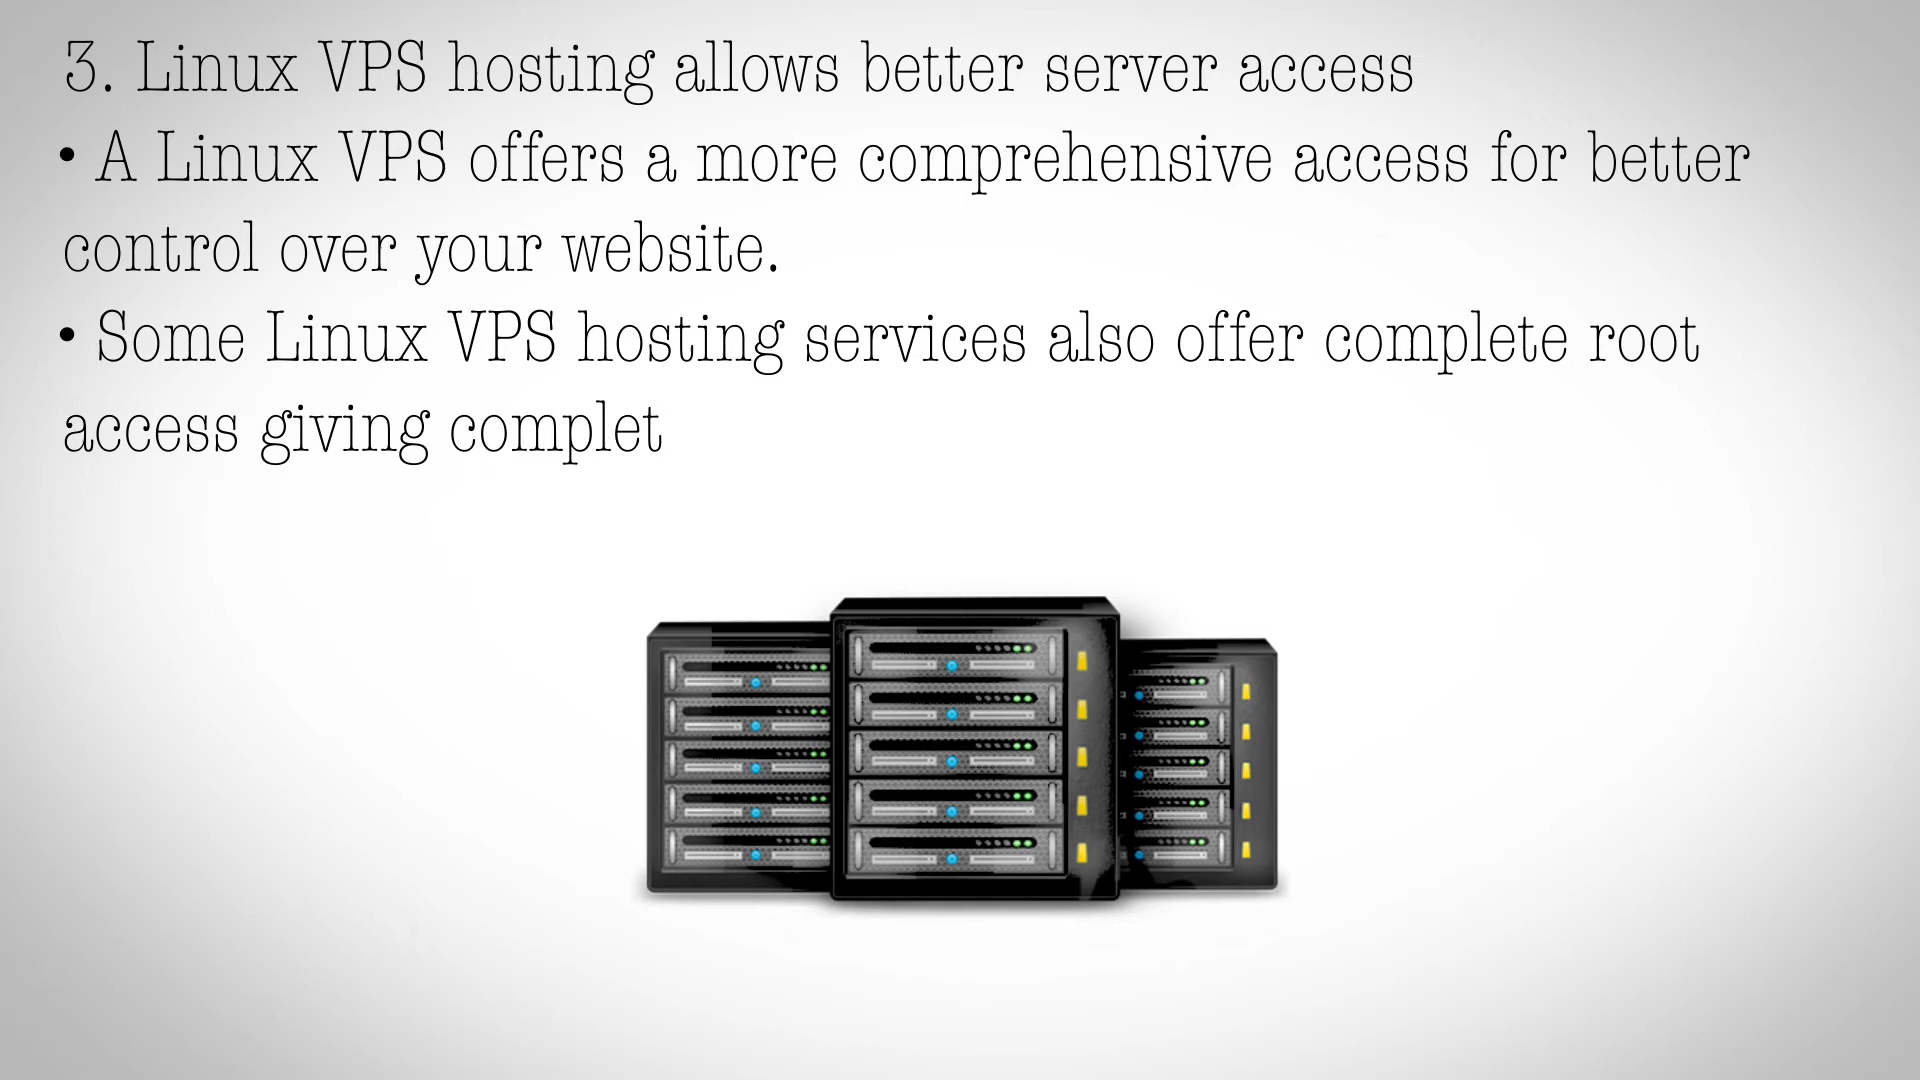 3. Linux VPS hosting allows better server access
• A Linux VPS offers a more comprehensive access for better
control over your website.
• Some Linux VPS hosting services also offer complete root
access giving complet